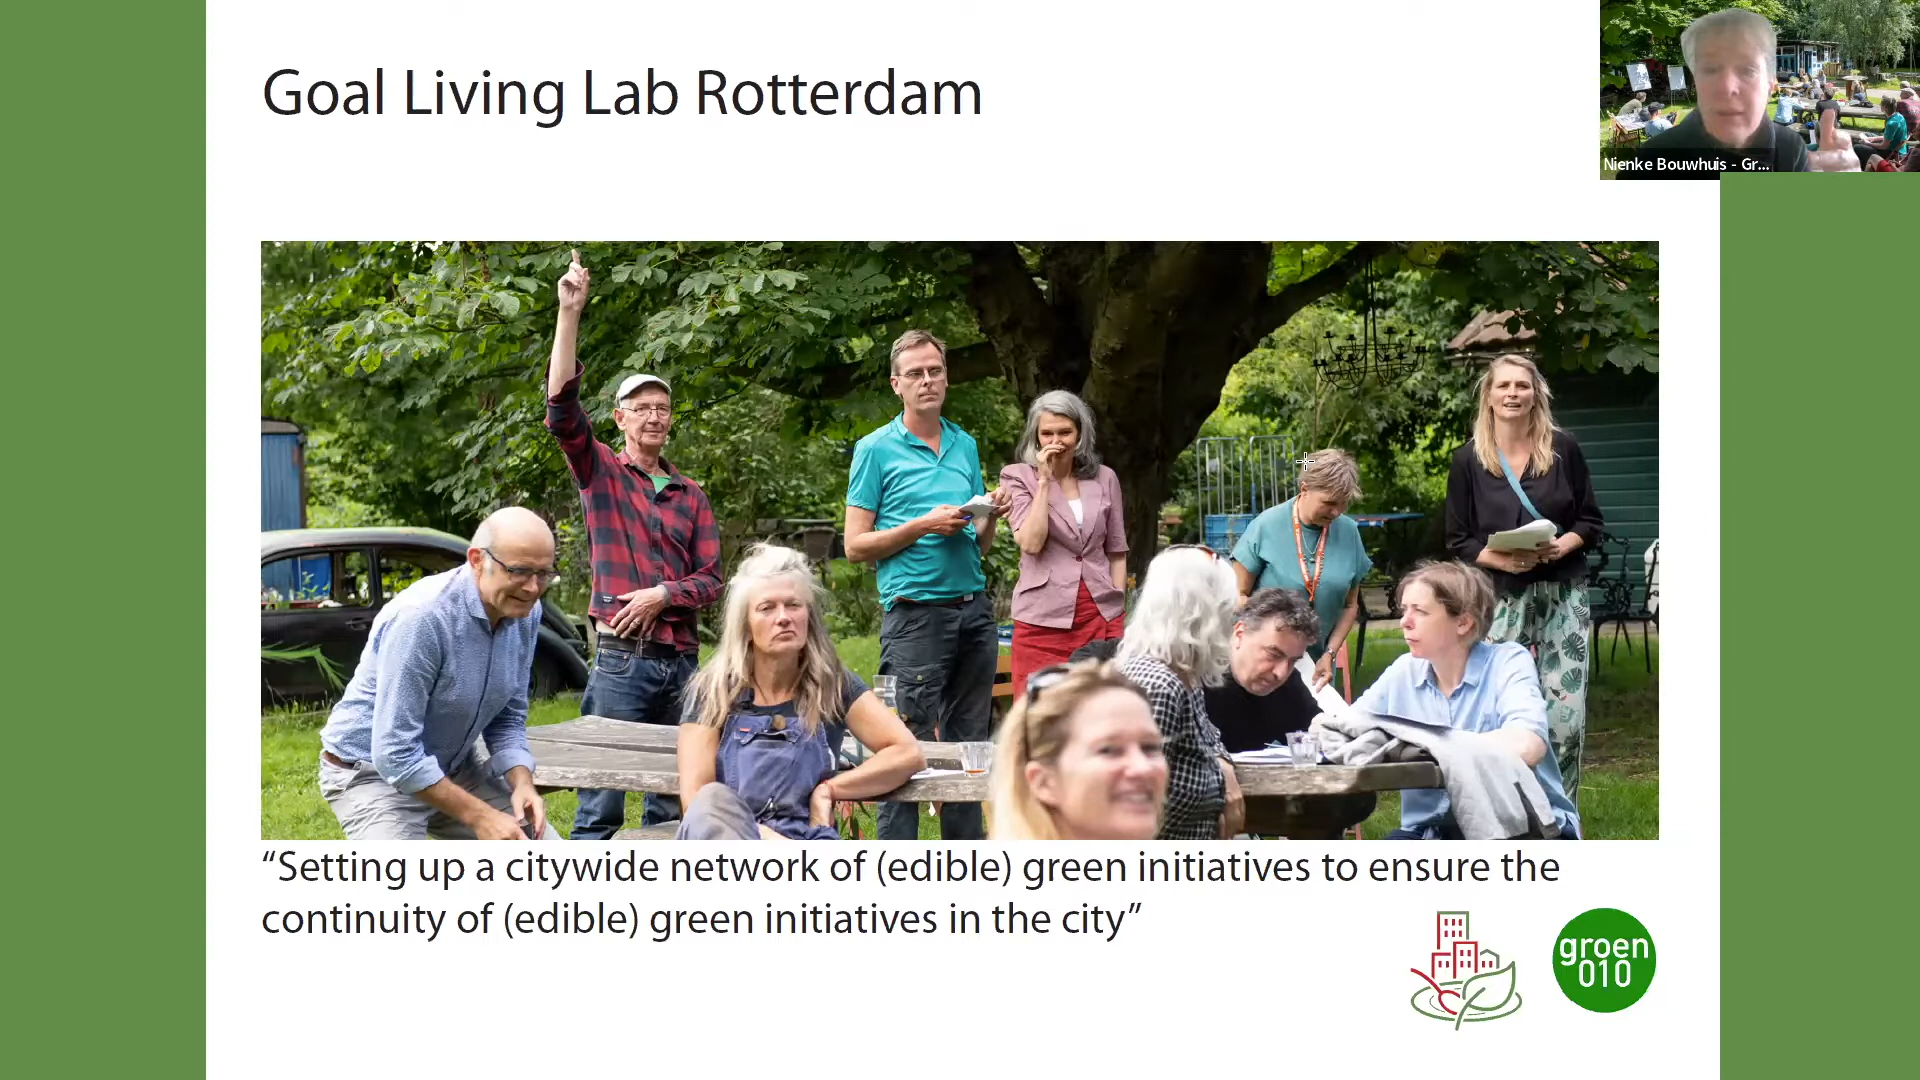 Goal Living Lab Rotterdam
Nienke Bouwhuis - Gr...
“Setting up a citywide network of (edible) green initiatives to ensure the
continuity of (edible) green initiatives in the city”
groen
010